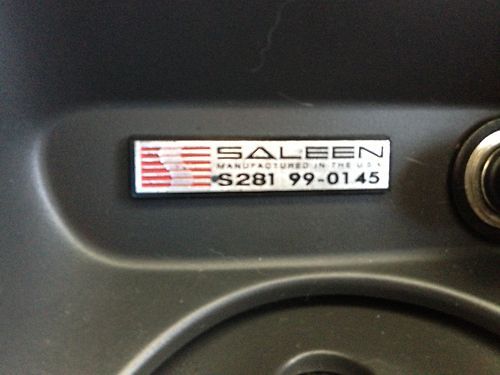 SALEEN
MANUFACTURED IN THE U.S.A.
S281 99-0145